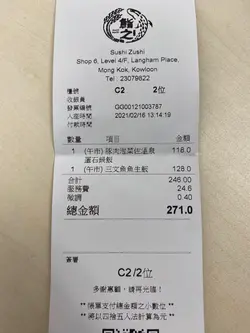 鮨之
Sushi Zushi
Shop 6, Level 4/F, Langham Place,
Mong Kok, Kowloon
Tel : 23079822
檯號 C2 2位
收銀員
發票編號 GG00121003787
入座時間 2021/02/16 13:14:19
付款時間
數量 項目 金額
1 (午市) 豚肉泡菜佐溫泉 118.0
蛋石鍋飯
1 (午市) 三文魚魚生飯 128.0
合計 246.00
服務費 24.6
微調 0.40
總金額 271.0
簽署
C2/2位
多謝惠顧，請再光臨！
** 帳單支付總金額之小數位 **
** 將以四捨五入法計算為元 **